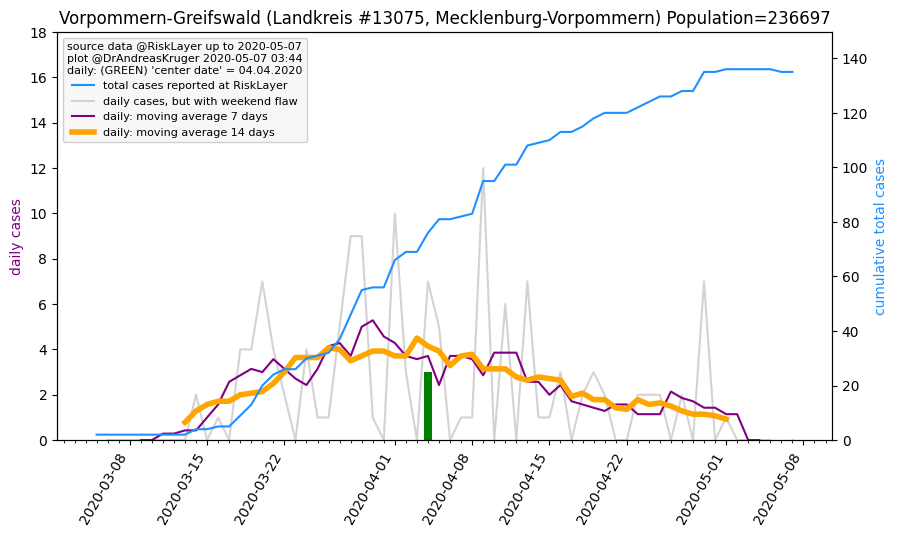 Vorpommern-Greifswald (Landkreis #13075, Mecklenburg-Vorpommern) Population=236697
source data @RiskLayer up to 2020-05-07
plot @DrAndreasKruger 2020-05-07 03:44
daily: (GREEN) 'center date' = 04.04.2020
total cases reported at RiskLayer
daily cases, but with weekend flaw
daily: moving average 7 days
daily: moving average 14 days
daily cases
18
16
14
12
10
8
6
4
2
0
cumulative total cases
140
120
100
80
60
40
20
0
2020-03-08
2020-03-15
2020-03-22
2020-04-01
2020-04-08
2020-04-15
2020-04-22
2020-05-01
2020-05-08